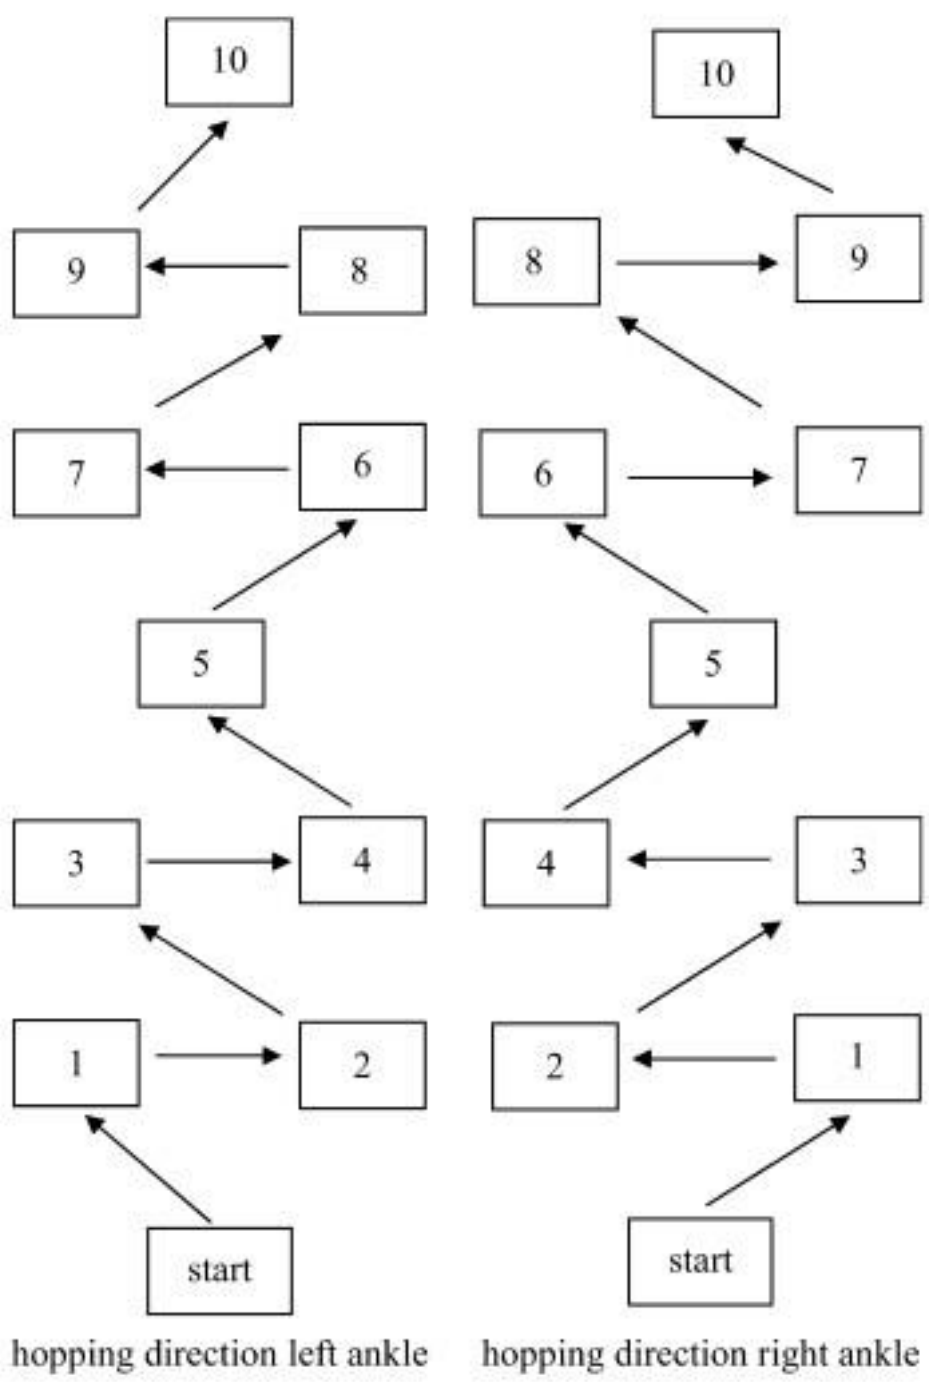 10 10
9 8 8 9
7 6 6 7
5 5
3 4 4 3
1 2 2 1
start start
hopping direction left ankle hopping direction right ankle